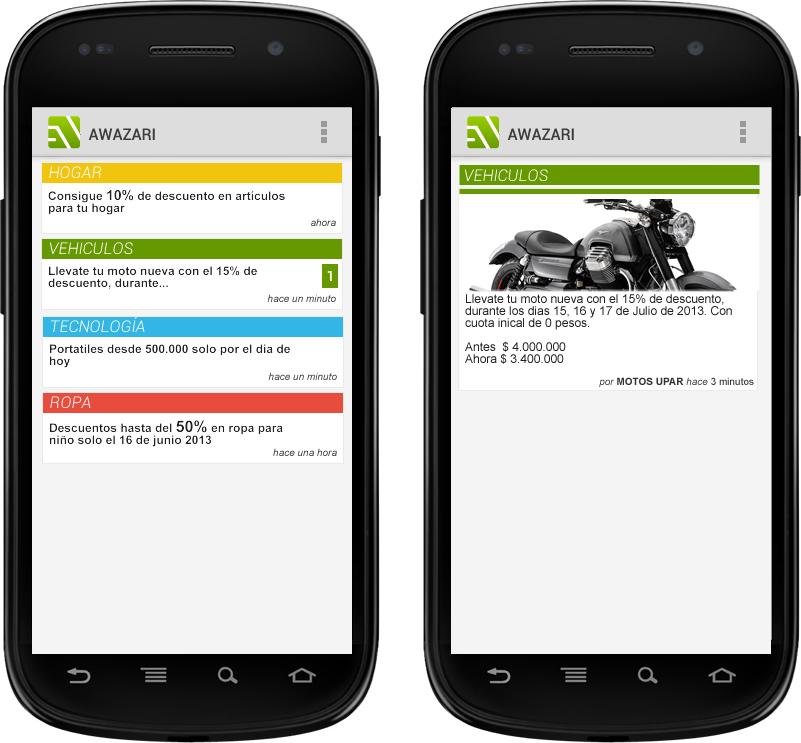 AWAZARI
HOGAR
Consigue 10% de descuento en articulos
para tu hogar
ahora
VEHICULOS
Llevate tu moto nueva con el 15% de
descuento, durante...
1
hace un minuto
TECNOLOGÍA
Portatiles desde 500.000 solo por el dia de
hoy
hace un minuto
ROPA
Descuentos hasta del 50% en ropa para
niño solo el 16 de junio 2013
hace una hora
AWAZARI
VEHICULOS
Llevate tu moto nueva con el 15% de descuento,
durante los dias 15, 16 y 17 de Julio de 2013. Con
cuota inical de 0 pesos.
Antes $ 4.000.000
Ahora $ 3.400.000
por MOTOS UPAR hace 3 minutos